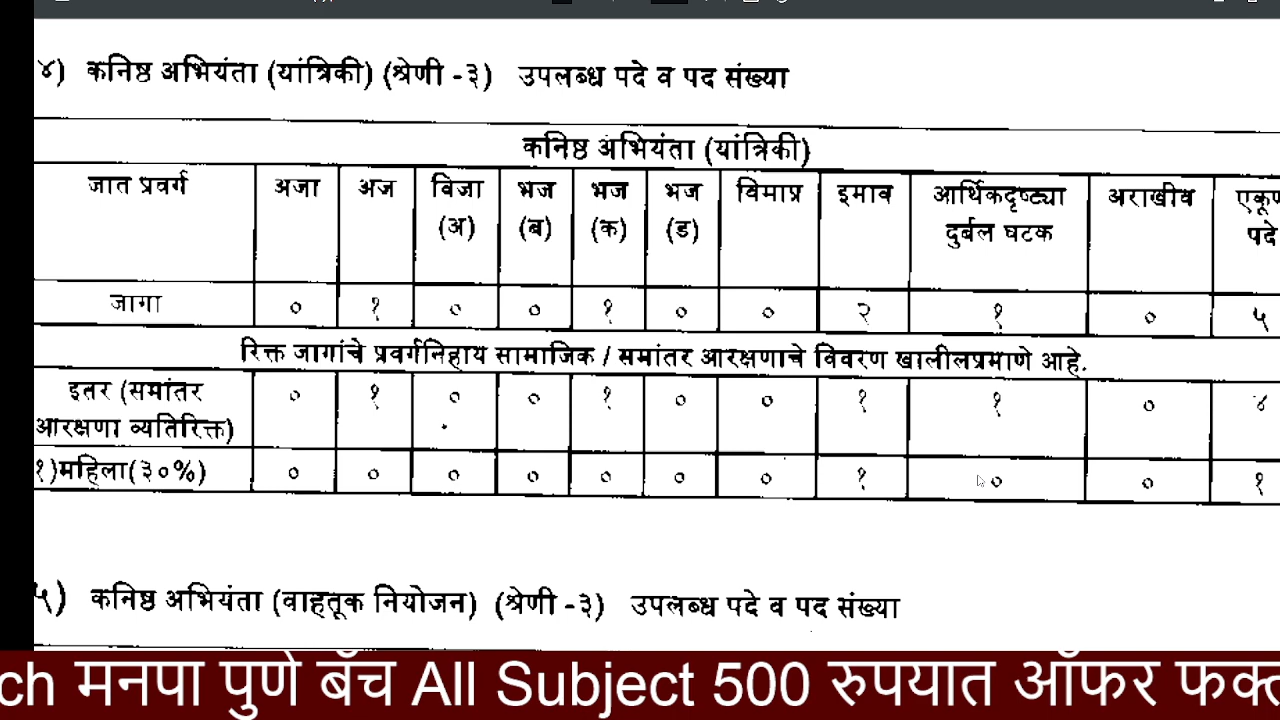 ४) कनिष्ठ अभियंता (यांत्रिकी) (श्रेणी -३) उपलब्ध पदे व पद संख्या
कनिष्ठ अभियंता (यांत्रिकी)
जात प्रवर्ग अजा अज विजा (अ) भज (ब) भज (क) भज (ड) विमाप्र इमाव आर्थिकदृष्ट्या दुर्बल घटक अराखीव एकूण पदे
जागा ० १ ० ० १ ० ० २ १ ० ५
रिक्त जागांचे प्रवर्गनिहाय सामाजिक / समांतर आरक्षणाचे विवरण खालीलप्रमाणे आहे.
इतर (समांतर आरक्षणा व्यतिरिक्त) ० १ ० ० १ ० ० १ १ ० ४
१)महिला(३०%) ० ० ० ० ० ० ० १ ० ० १
५) कनिष्ठ अभियंता (वाहतूक नियोजन) (श्रेणी -३) उपलब्ध पदे व पद संख्या
ch मनपा पुणे बॅच All Subject 500 रुपयात ऑफर फक्त